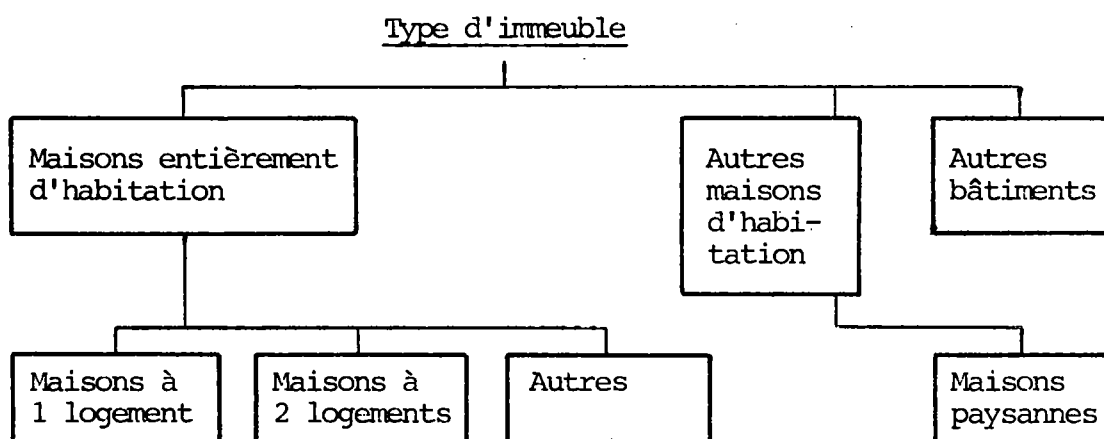 Type d'immeuble
Maisons entièrement
d'habitation
Autres
maisons
d'habi-
tation
Autres
bâtiments
Maisons à
1 logement
Maisons à
2 logements
Autres
Maisons
paysannes